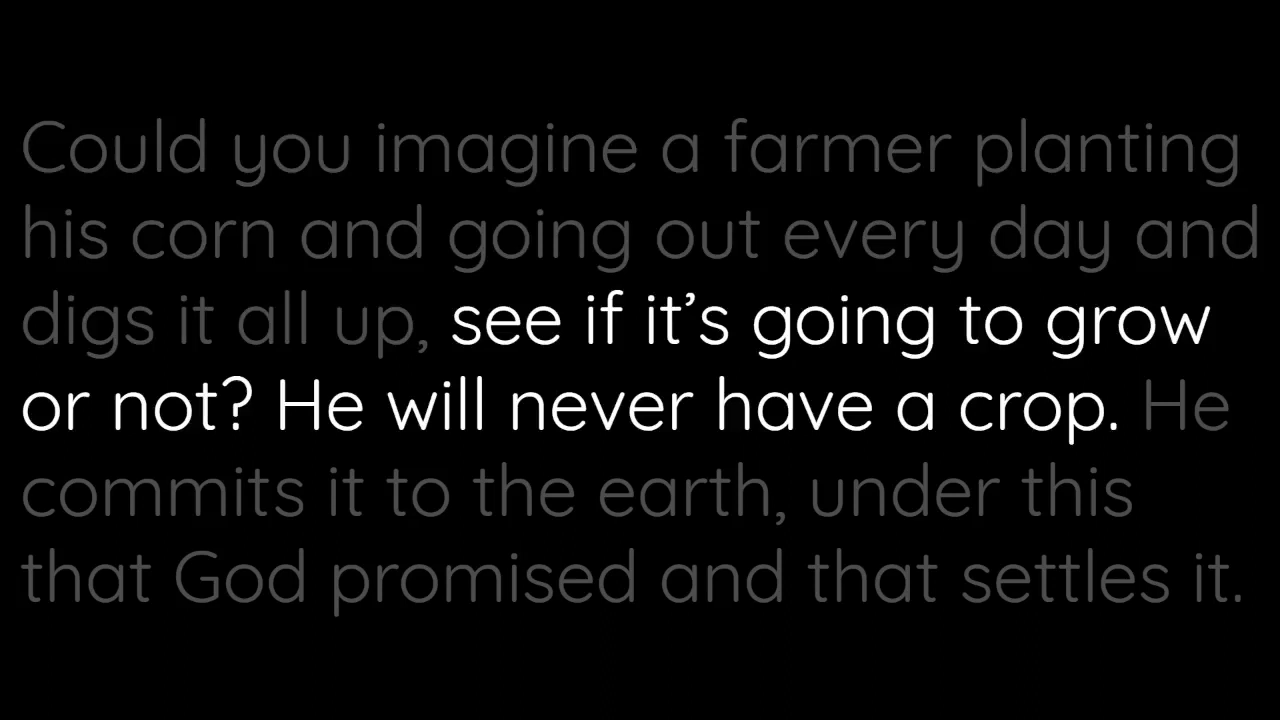 Could you imagine a farmer planting
his corn and going out every day and
digs it all up, see if it’s going to grow
or not? He will never have a crop. He
commits it to the earth, under this
that God promised and that settles it.